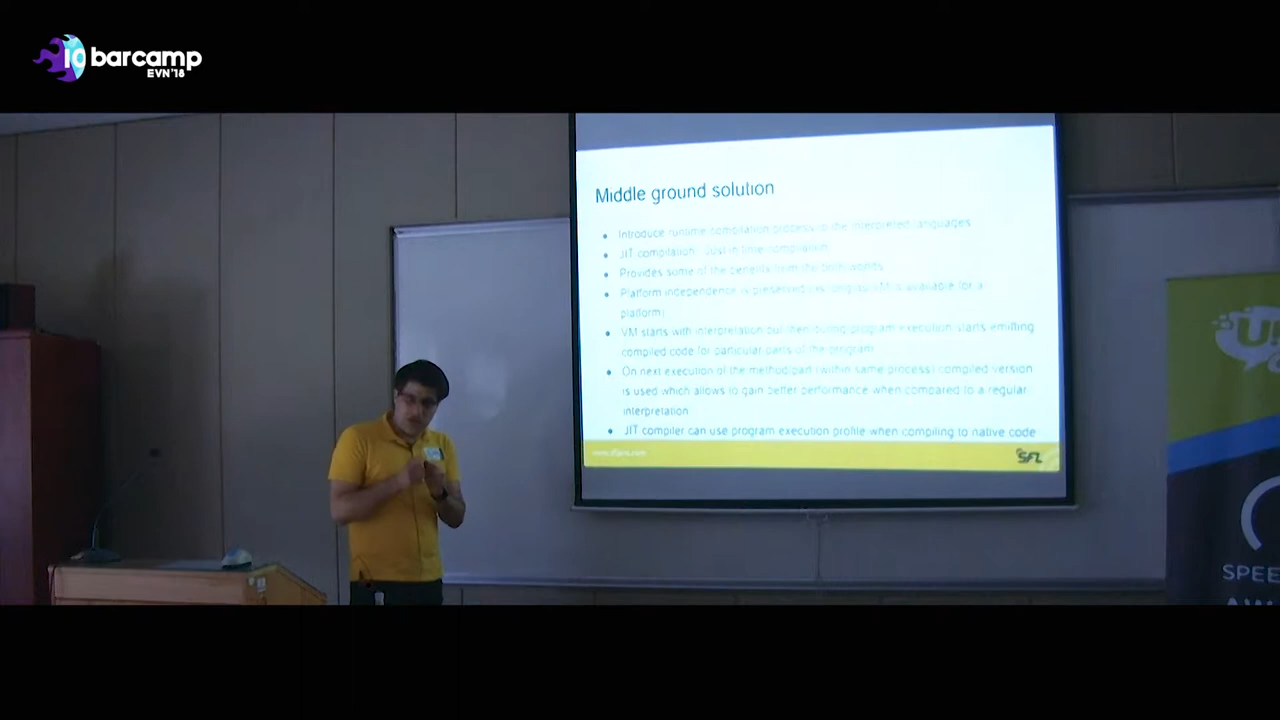 10 barcamp
EVN'18
Middle ground solution
Introduce runtime compilation process to the interpreted languages
JIT compilation: Just in time compilation
Provides some of the benefits from the both worlds
Platform independence is preserved (as long as VM is available for a
platform)
VM starts with interpretation but then during program execution starts emitting
compiled code for particular parts of the program
On next execution of the method/part (within same process) compiled version
is used which allows to gain better performance when compared to a regular
interpretation
JIT compiler can use program execution profile when compiling to native code
SFL